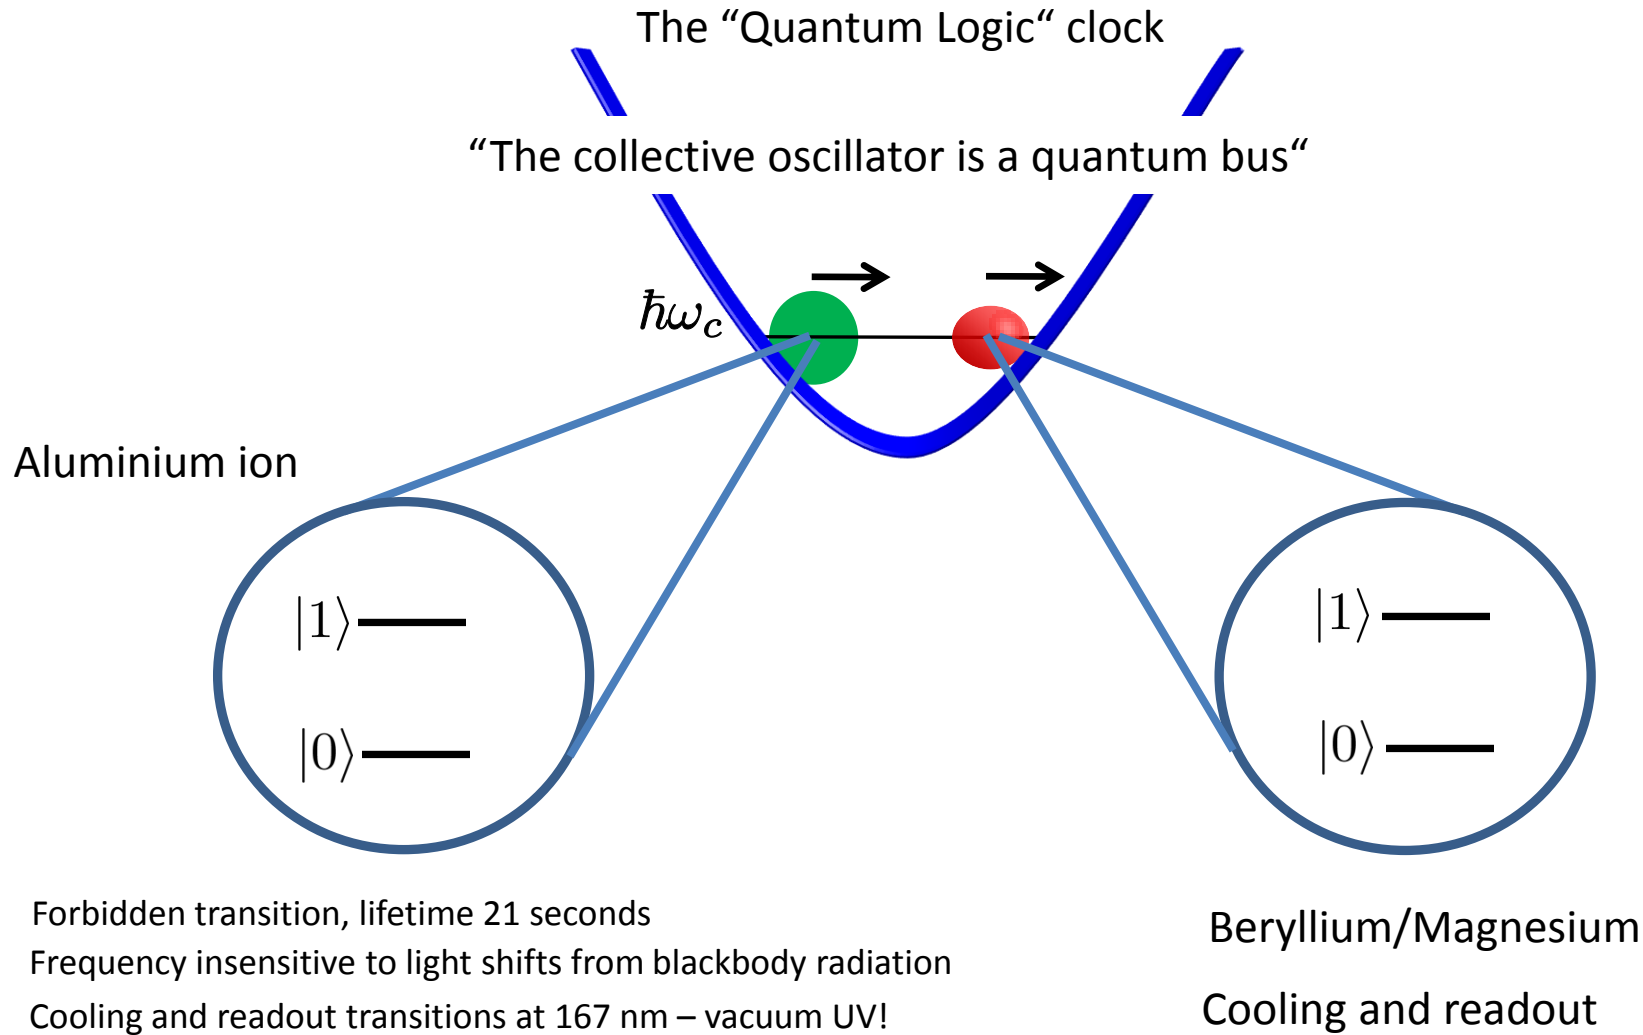 The “Quantum Logic“ clock
“The collective oscillator is a quantum bus“
ħω_c
Aluminium ion
|1⟩
|0⟩
|1⟩
|0⟩
Forbidden transition, lifetime 21 seconds
Frequency insensitive to light shifts from blackbody radiation
Cooling and readout transitions at 167 nm – vacuum UV!
Beryllium/Magnesium
Cooling and readout